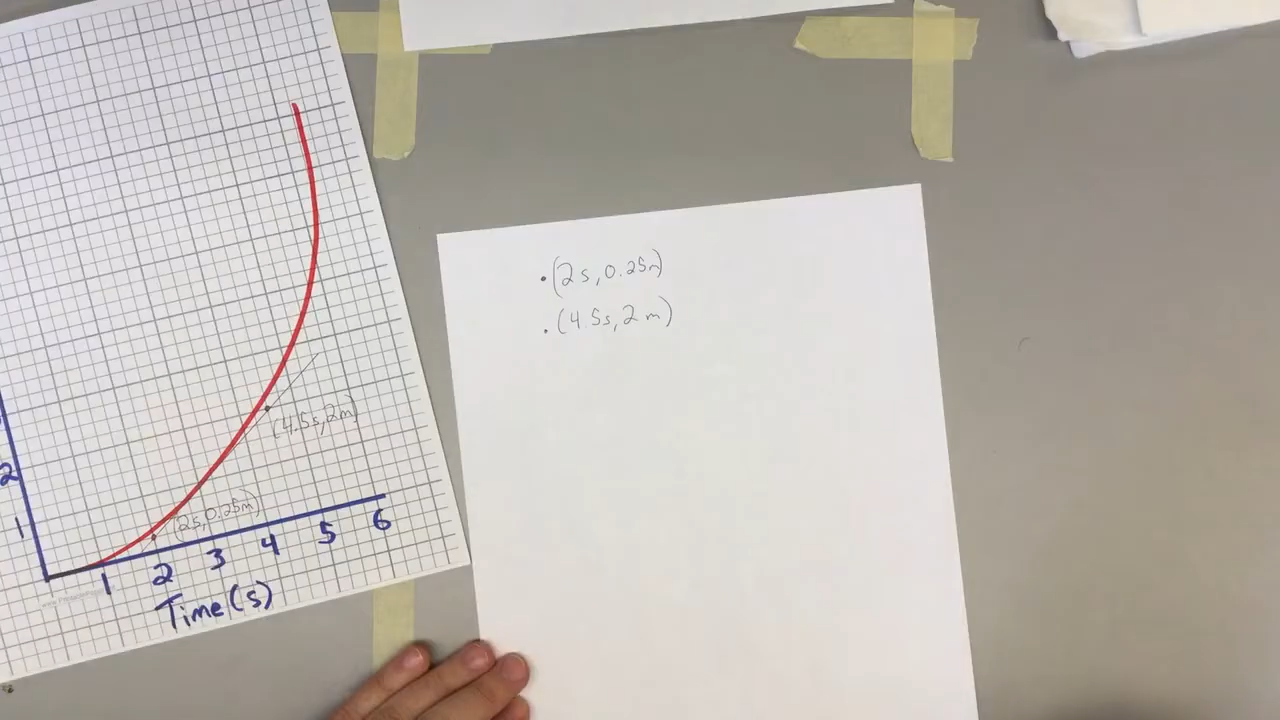 (4.5s,2m)
2
(2s,0.25m)
1
1 2 3 4 5 6
Time(s)
•(2s,0.25m)
•(4.5s,2m)